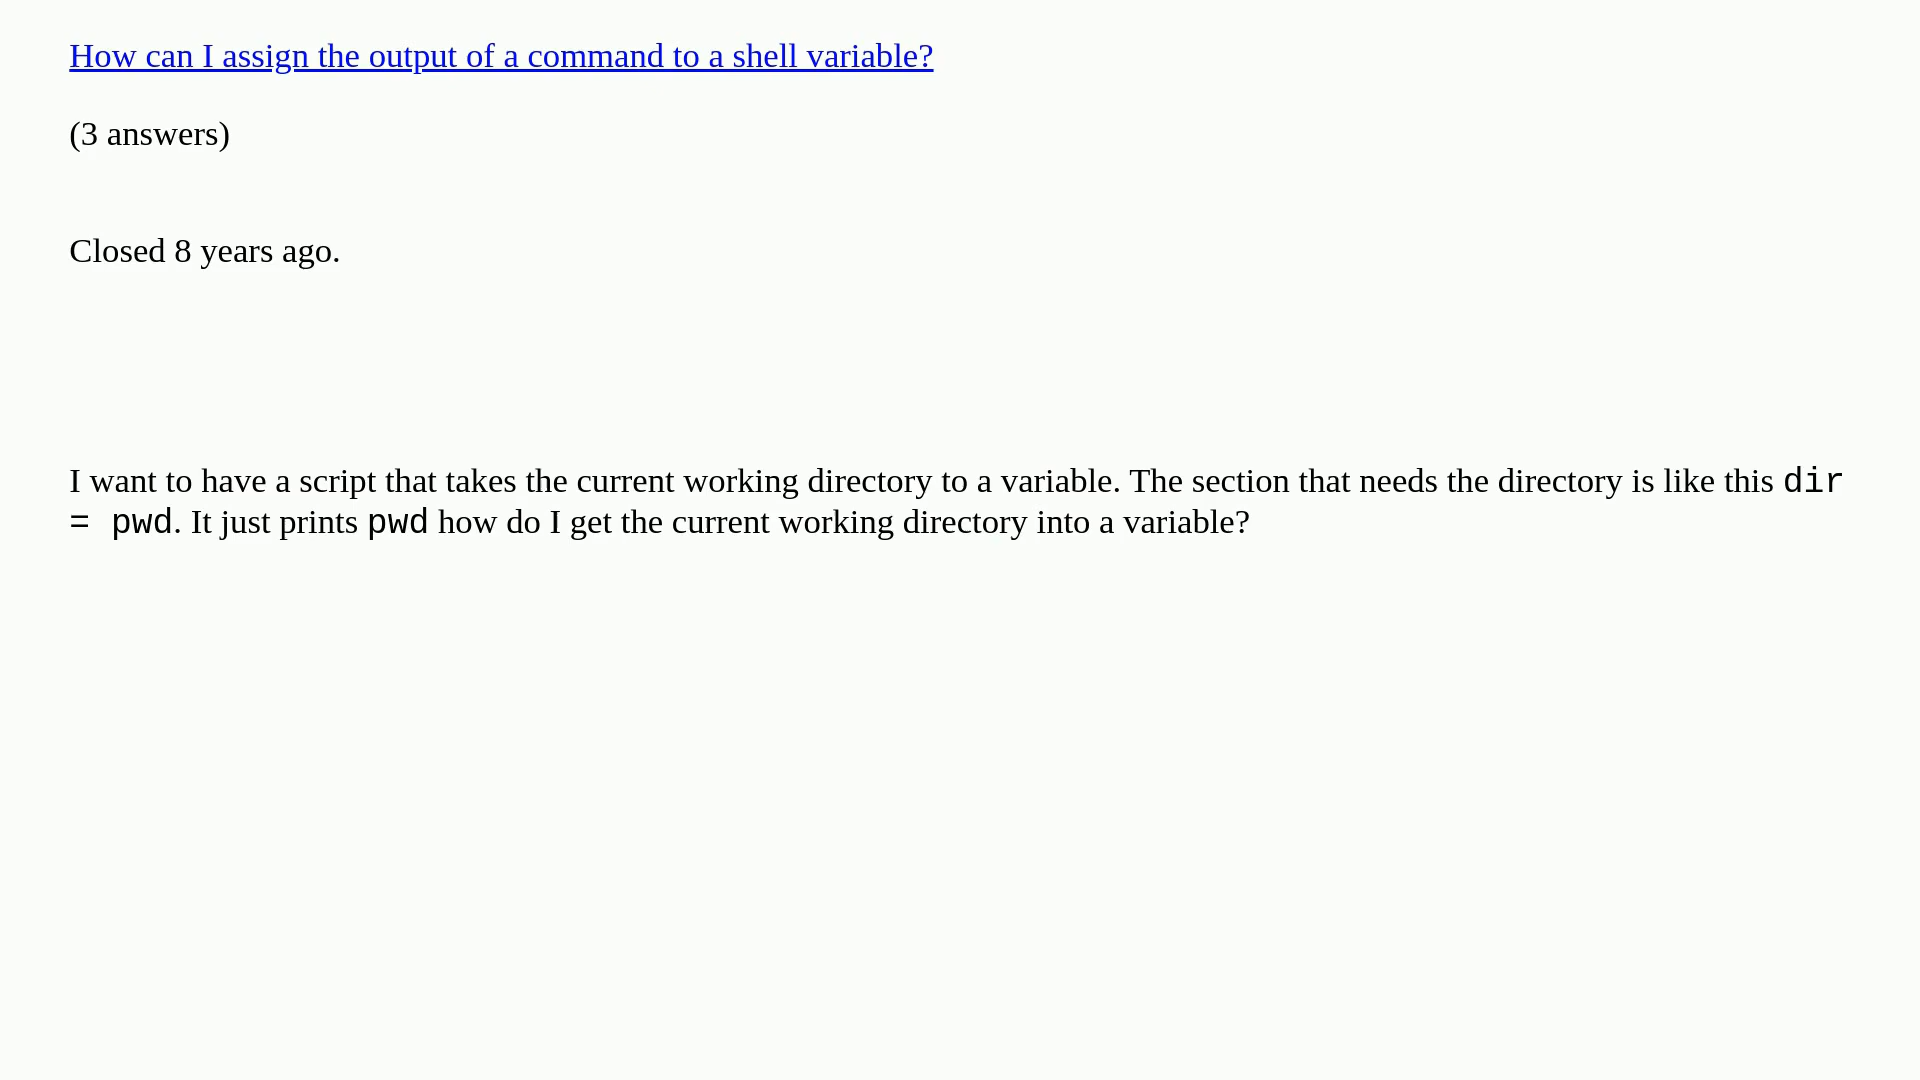 How can I assign the output of a command to a shell variable?
(3 answers)
Closed 8 years ago.
I want to have a script that takes the current working directory to a variable. The section that needs the directory is like this dir
= pwd. It just prints pwd how do I get the current working directory into a variable?